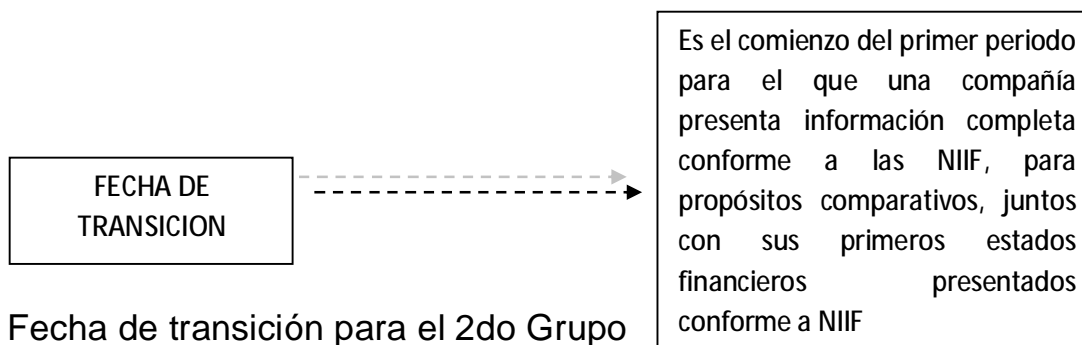 FECHA DE
TRANSICION
Es el comienzo del primer periodo
para el que una compañía
presenta información completa
conforme a las NIIF, para
propósitos comparativos, juntos
con sus primeros estados
financieros presentados
conforme a NIIF
Fecha de transición para el 2do Grupo